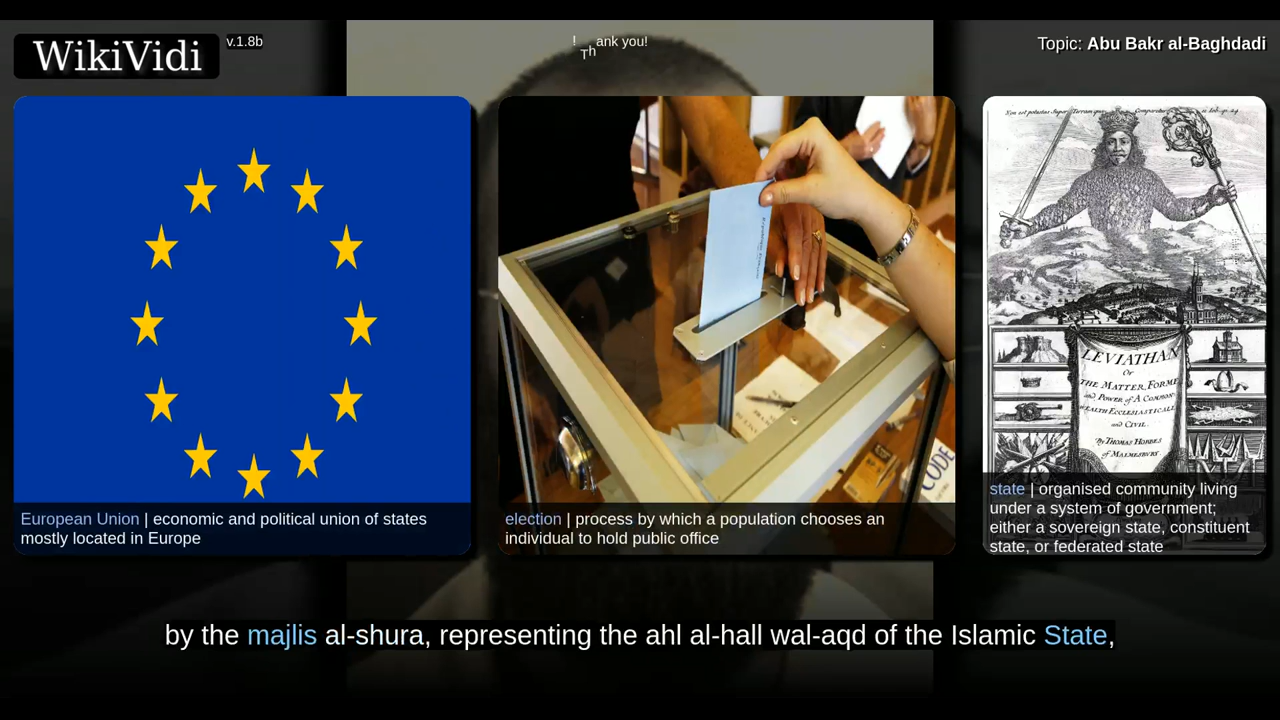 WikiVidi
v.1.8b
! Thank you!
Topic: Abu Bakr al-Baghdadi
European Union | economic and political union of states
mostly located in Europe
election | process by which a population chooses an
individual to hold public office
CODE
LEVIATHAN
Or
THE MATTER, FORME
and POWER of A COMMON-
WEALTH ECCLESIASTICALL
and CIVIL.
By THOMAS HOBBES
of MALMESBURY.
state | organised community living
under a system of government;
either a sovereign state, constituent
state, or federated state
by the majlis al-shura, representing the ahl al-hall wal-aqd of the Islamic State,